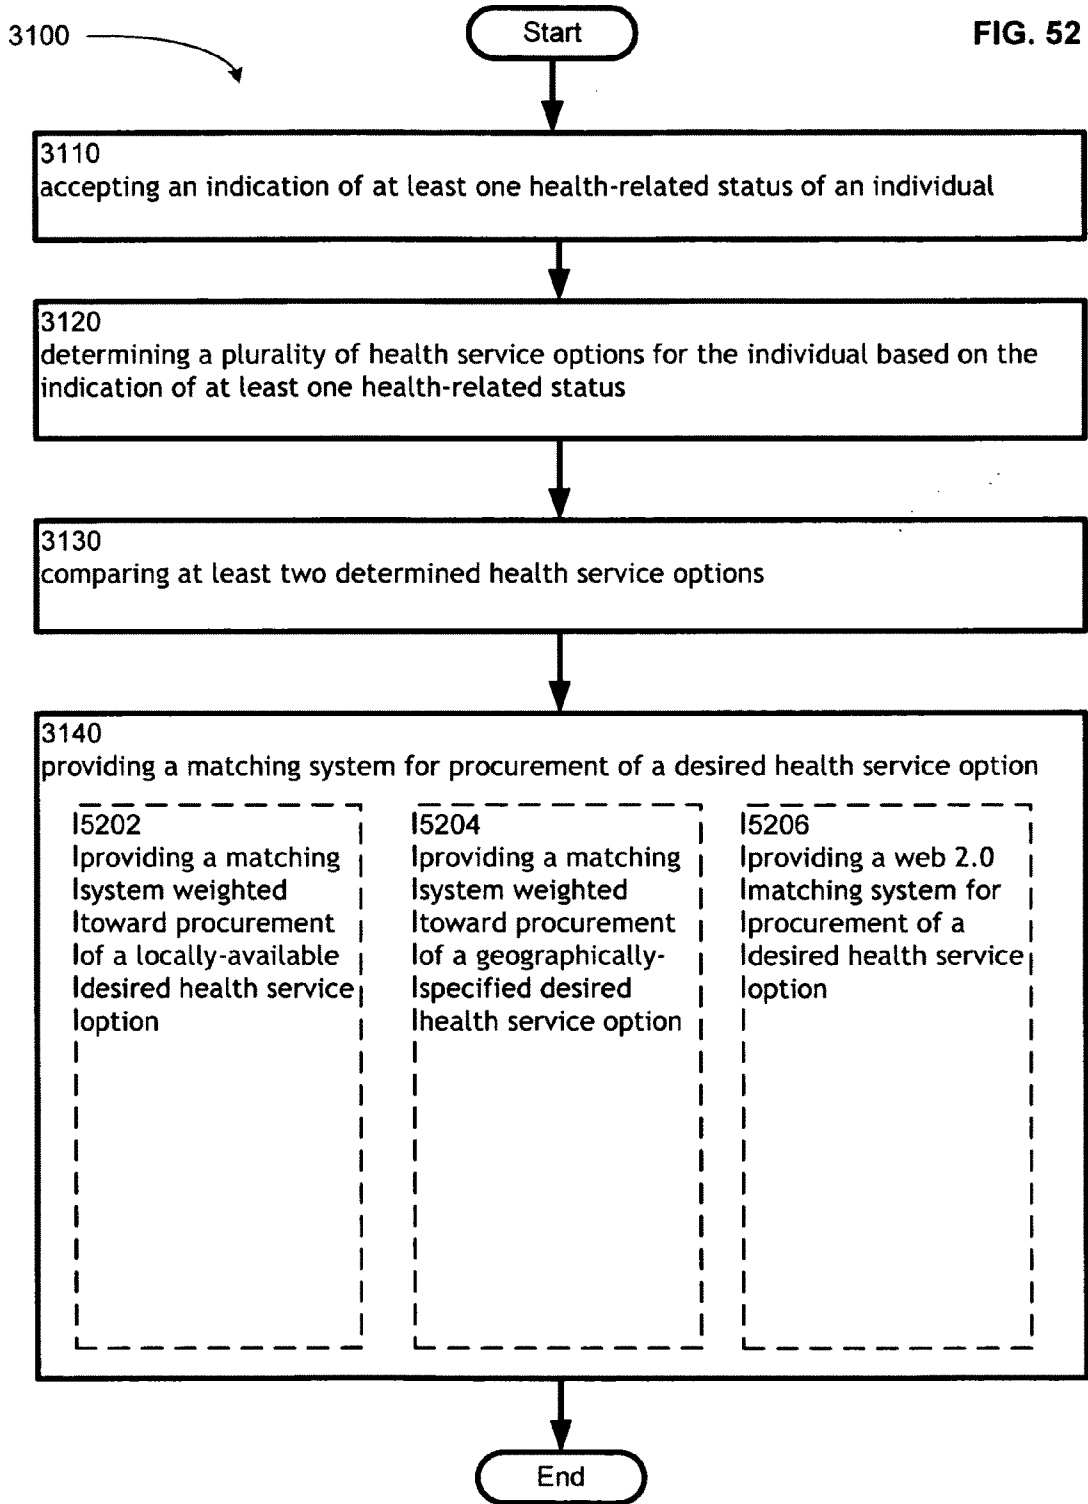 3100
Start
FIG. 52
3110
accepting an indication of at least one health-related status of an individual
3120
determining a plurality of health service options for the individual based on the
indication of at least one health-related status
3130
comparing at least two determined health service options
3140
providing a matching system for procurement of a desired health service option
5202
providing a matching
system weighted
toward procurement
of a locally-available
desired health service
option
5204
providing a matching
system weighted
toward procurement
of a geographically-
specified desired
health service option
5206
providing a web 2.0
matching system for
procurement of a
desired health service
option
End